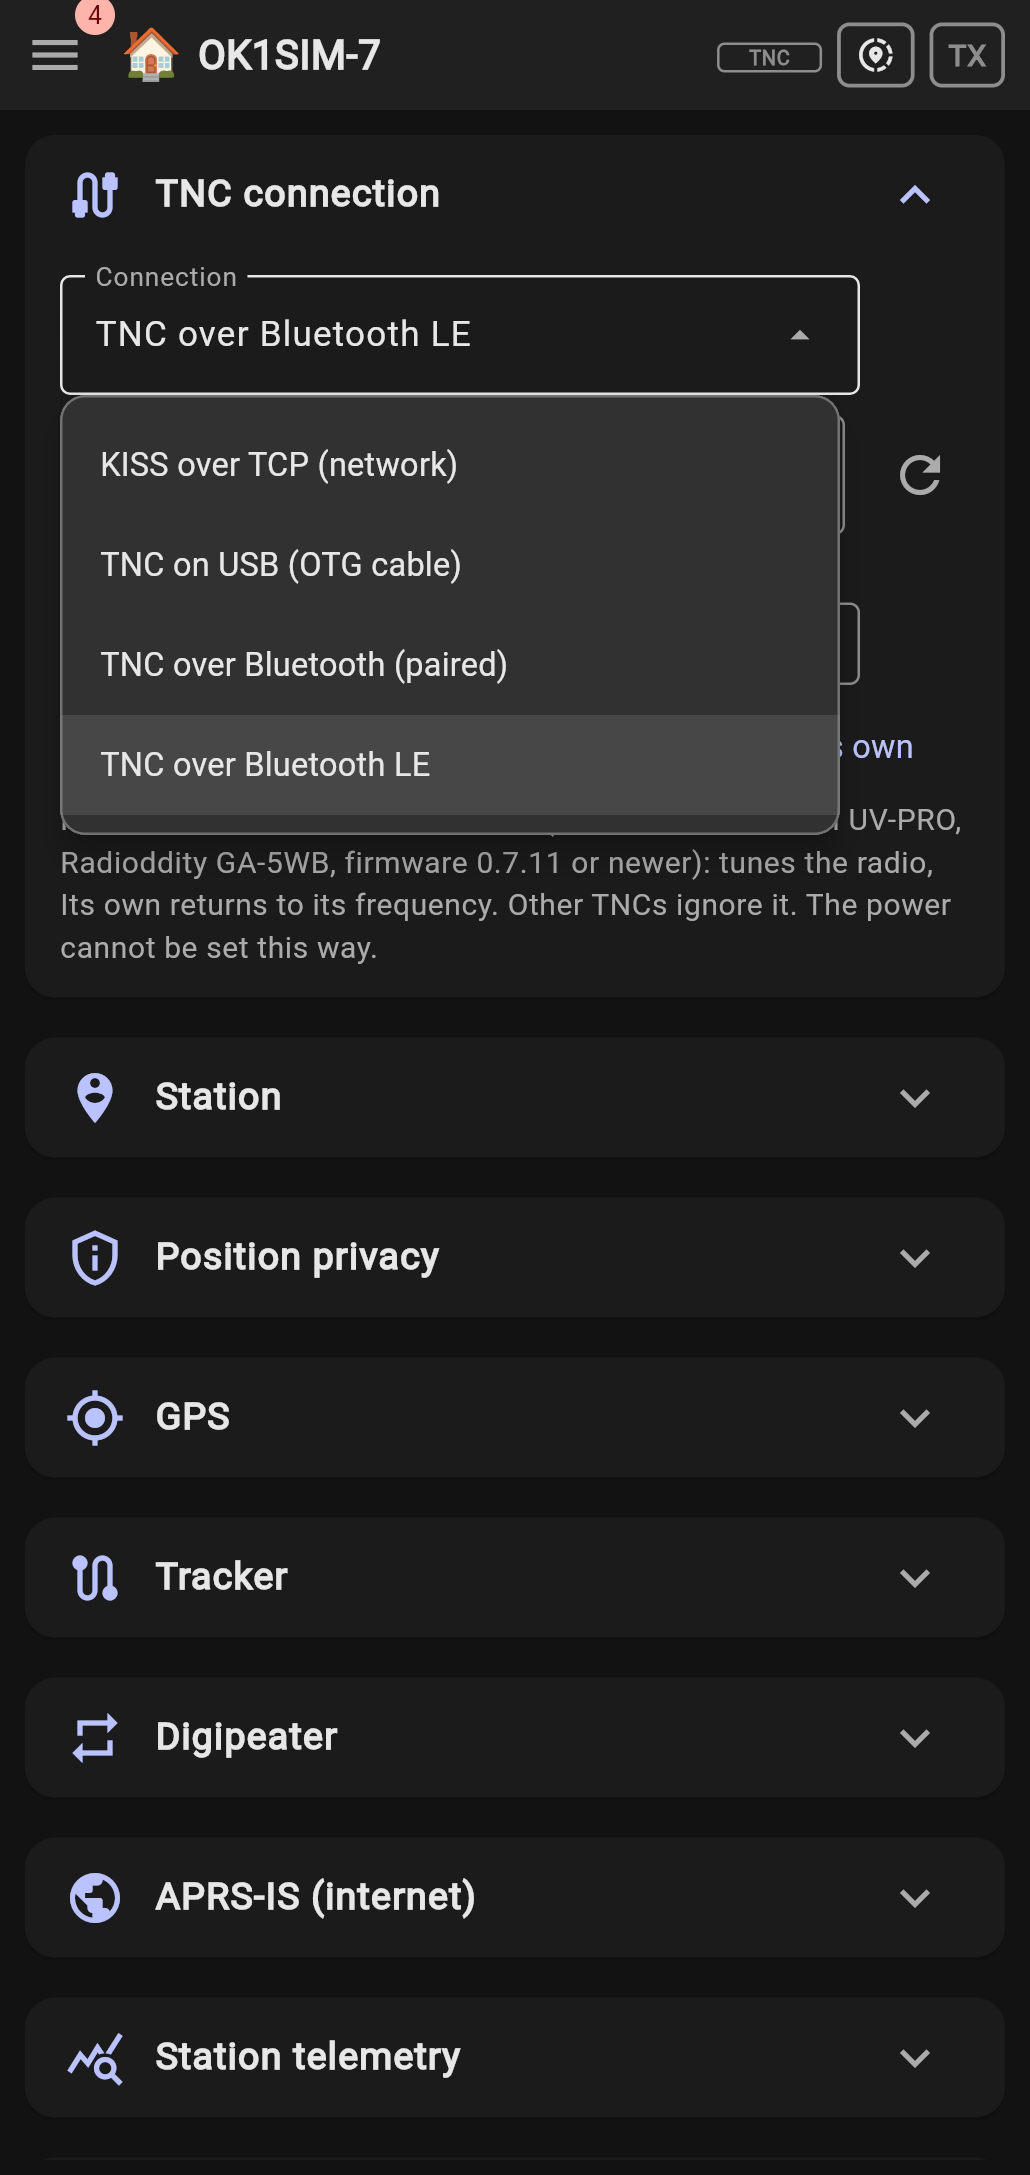 4
OK1SIM-7
TNC
TX
TNC connection
Connection
TNC over Bluetooth LE
KISS over TCP (network)
TNC on USB (OTG cable)
TNC over Bluetooth (paired)
TNC over Bluetooth LE
own
UV-PRO,
Radioddity GA-5WB, firmware 0.7.11 or newer): tunes the radio,
Its own returns to its frequency. Other TNCs ignore it. The power
cannot be set this way.
Station
Position privacy
GPS
Tracker
Digipeater
APRS-IS (internet)
Station telemetry